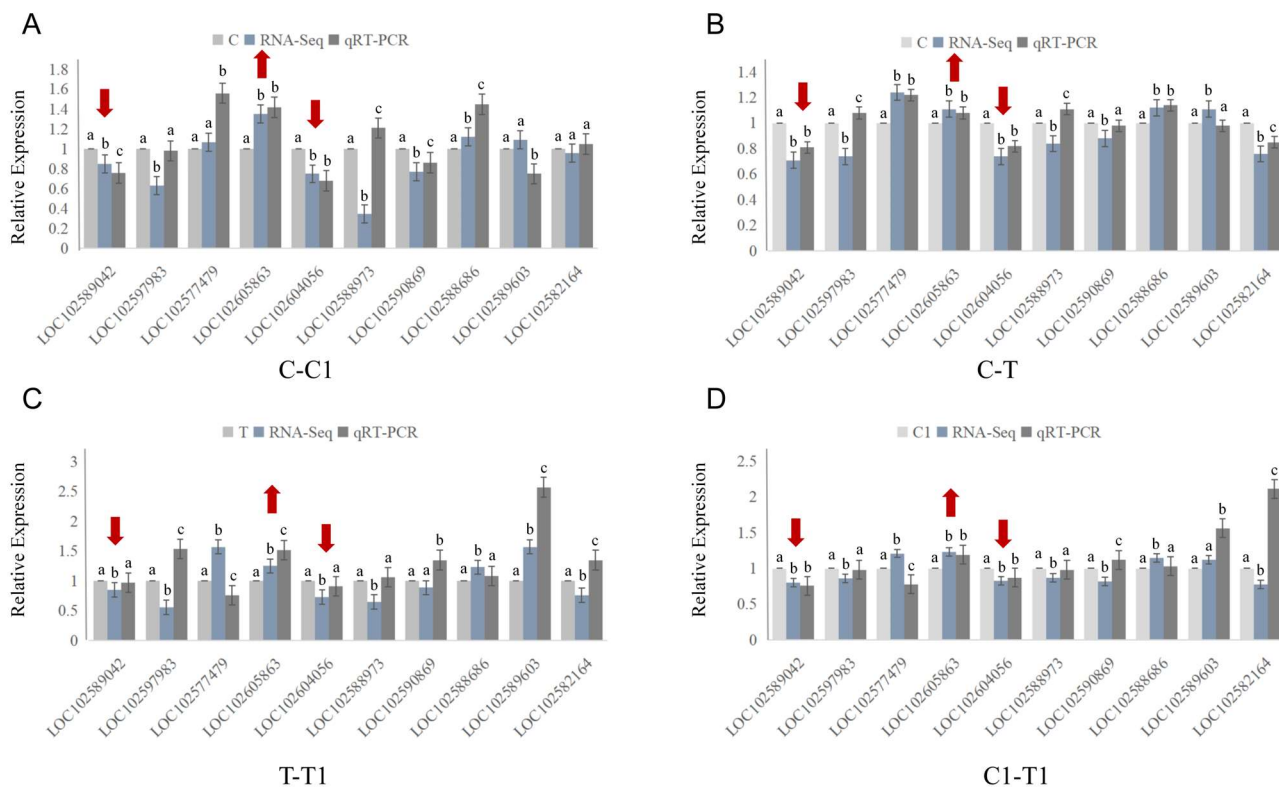 A
C RNA-Seq qRT-PCR
Relative Expression
1.8
1.6
1.4
1.2
1
0.8
0.6
0.4
0.2
0
a b c
a b a
a a b
a b b
a b b
a b c
a b c
a b c
a a b
a a a
LOC102589042
LOC102597983
LOC102577479
LOC102605863
LOC102604056
LOC102588973
LOC102590869
LOC102588686
LOC102589603
LOC102582164
C-C1
B
C RNA-Seq qRT-PCR
Relative Expression
1.4
1.2
1
0.8
0.6
0.4
0.2
0
a b c
a b c
a b b
a b b
a b b
a b c
a b a
a b b
a b a
a b c
LOC102589042
LOC102597983
LOC102577479
LOC102605863
LOC102604056
LOC102588973
LOC102590869
LOC102588686
LOC102589603
LOC102582164
C-T
C
T RNA-Seq qRT-PCR
Relative Expression
3
2.5
2
1.5
1
0.5
0
a b a
a b c
a b c
a b c
a b a
a b a
a a b
a b a
a b c
a b c
LOC102589042
LOC102597983
LOC102577479
LOC102605863
LOC102604056
LOC102588973
LOC102590869
LOC102588686
LOC102589603
LOC102582164
T-T1
D
C1 RNA-Seq qRT-PCR
Relative Expression
2.5
2
1.5
1
0.5
0
a b b
a b a
a b c
a b b
a b b
a b a
a b c
a b a
a a b
a b c
LOC102589042
LOC102597983
LOC102577479
LOC102605863
LOC102604056
LOC102588973
LOC102590869
LOC102588686
LOC102589603
LOC102582164
C1-T1